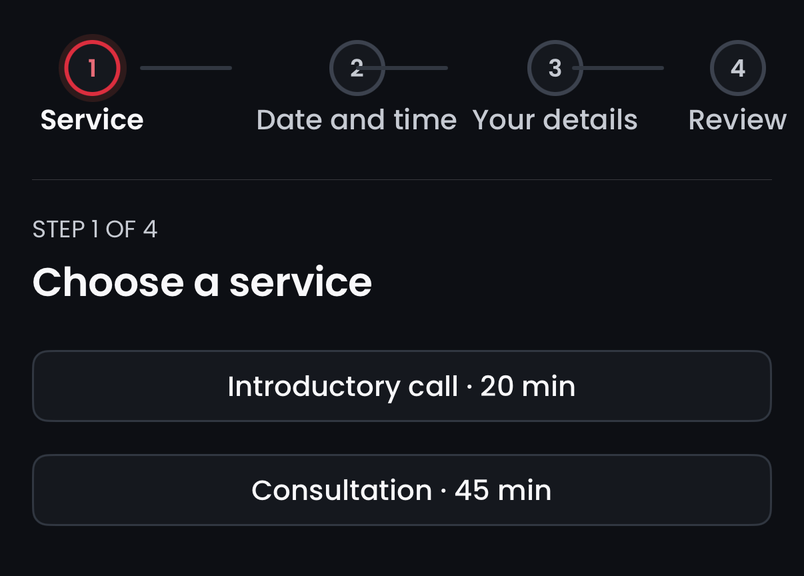 1 2 3 4
Service Date and time Your details Review
STEP 1 OF 4
Choose a service
Introductory call · 20 min
Consultation · 45 min